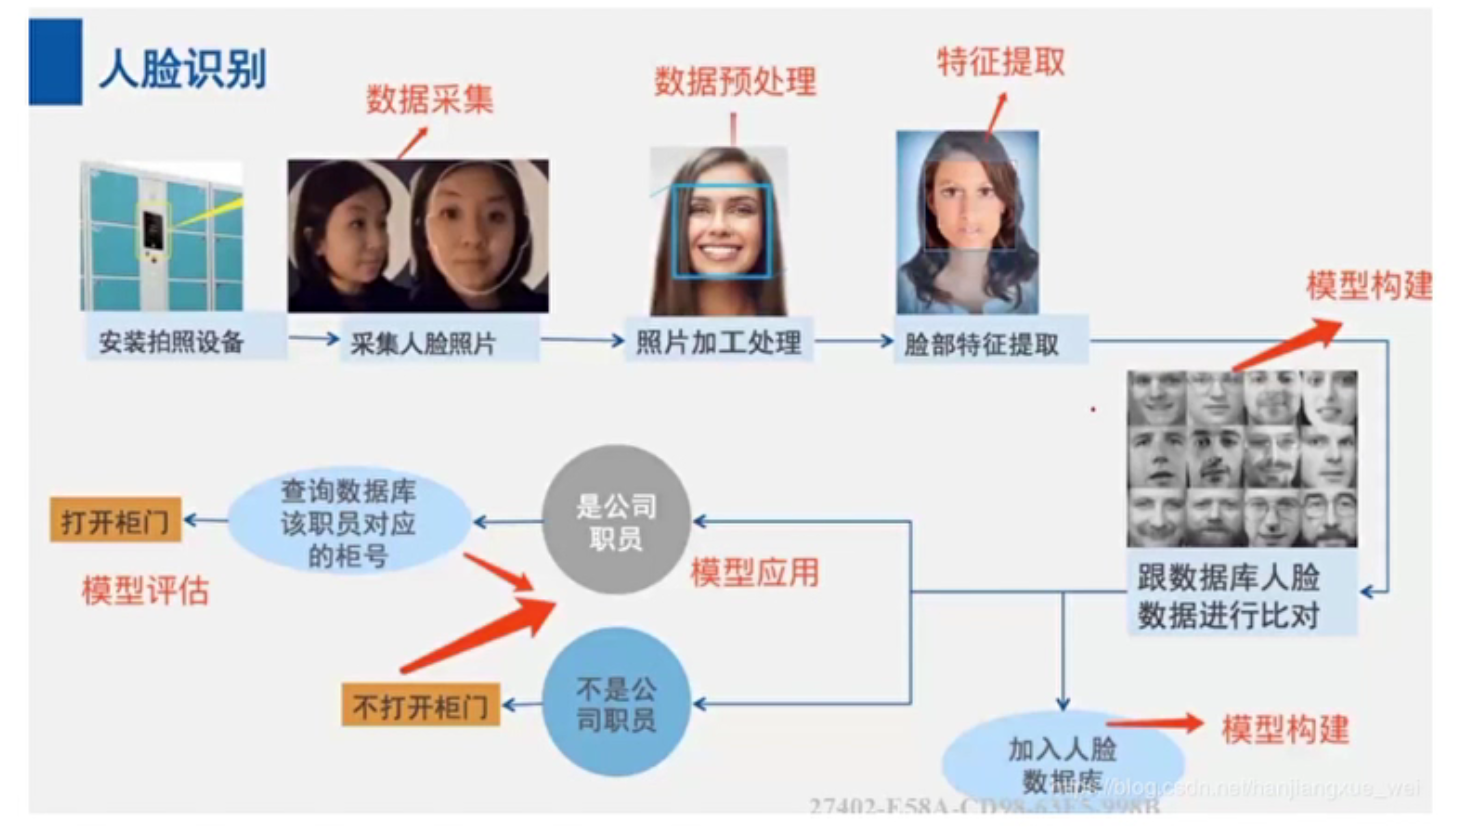 人脸识别
数据采集
数据预处理
特征提取
模型构建
安装拍照设备
采集人脸照片
照片加工处理
脸部特征提取
跟数据库人脸
数据进行比对
是公司
职员
查询数据库
该职员对应
的柜号
打开柜门
模型评估
模型应用
不是公
司职员
不打开柜门
加入人脸
数据库
模型构建
27402-E58A-CD98-63E5-998B
https://blog.csdn.net/hanjiangxue_wei